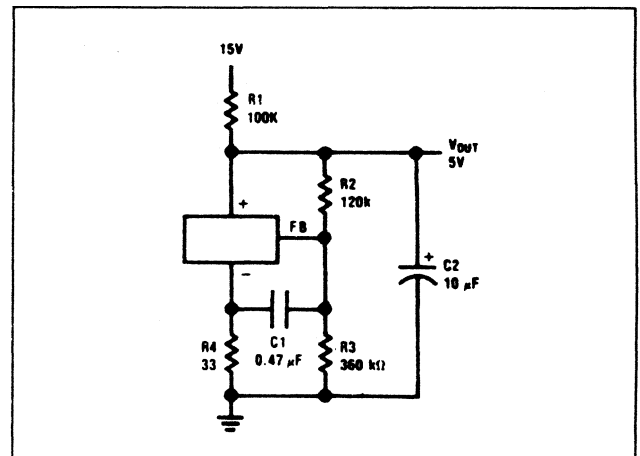 15V
R1
100K
VOUT
5V
R2
120k
+
FB
−
+
C2
10 μF
C1
0.47 μF
R4
33
R3
360 kΩ